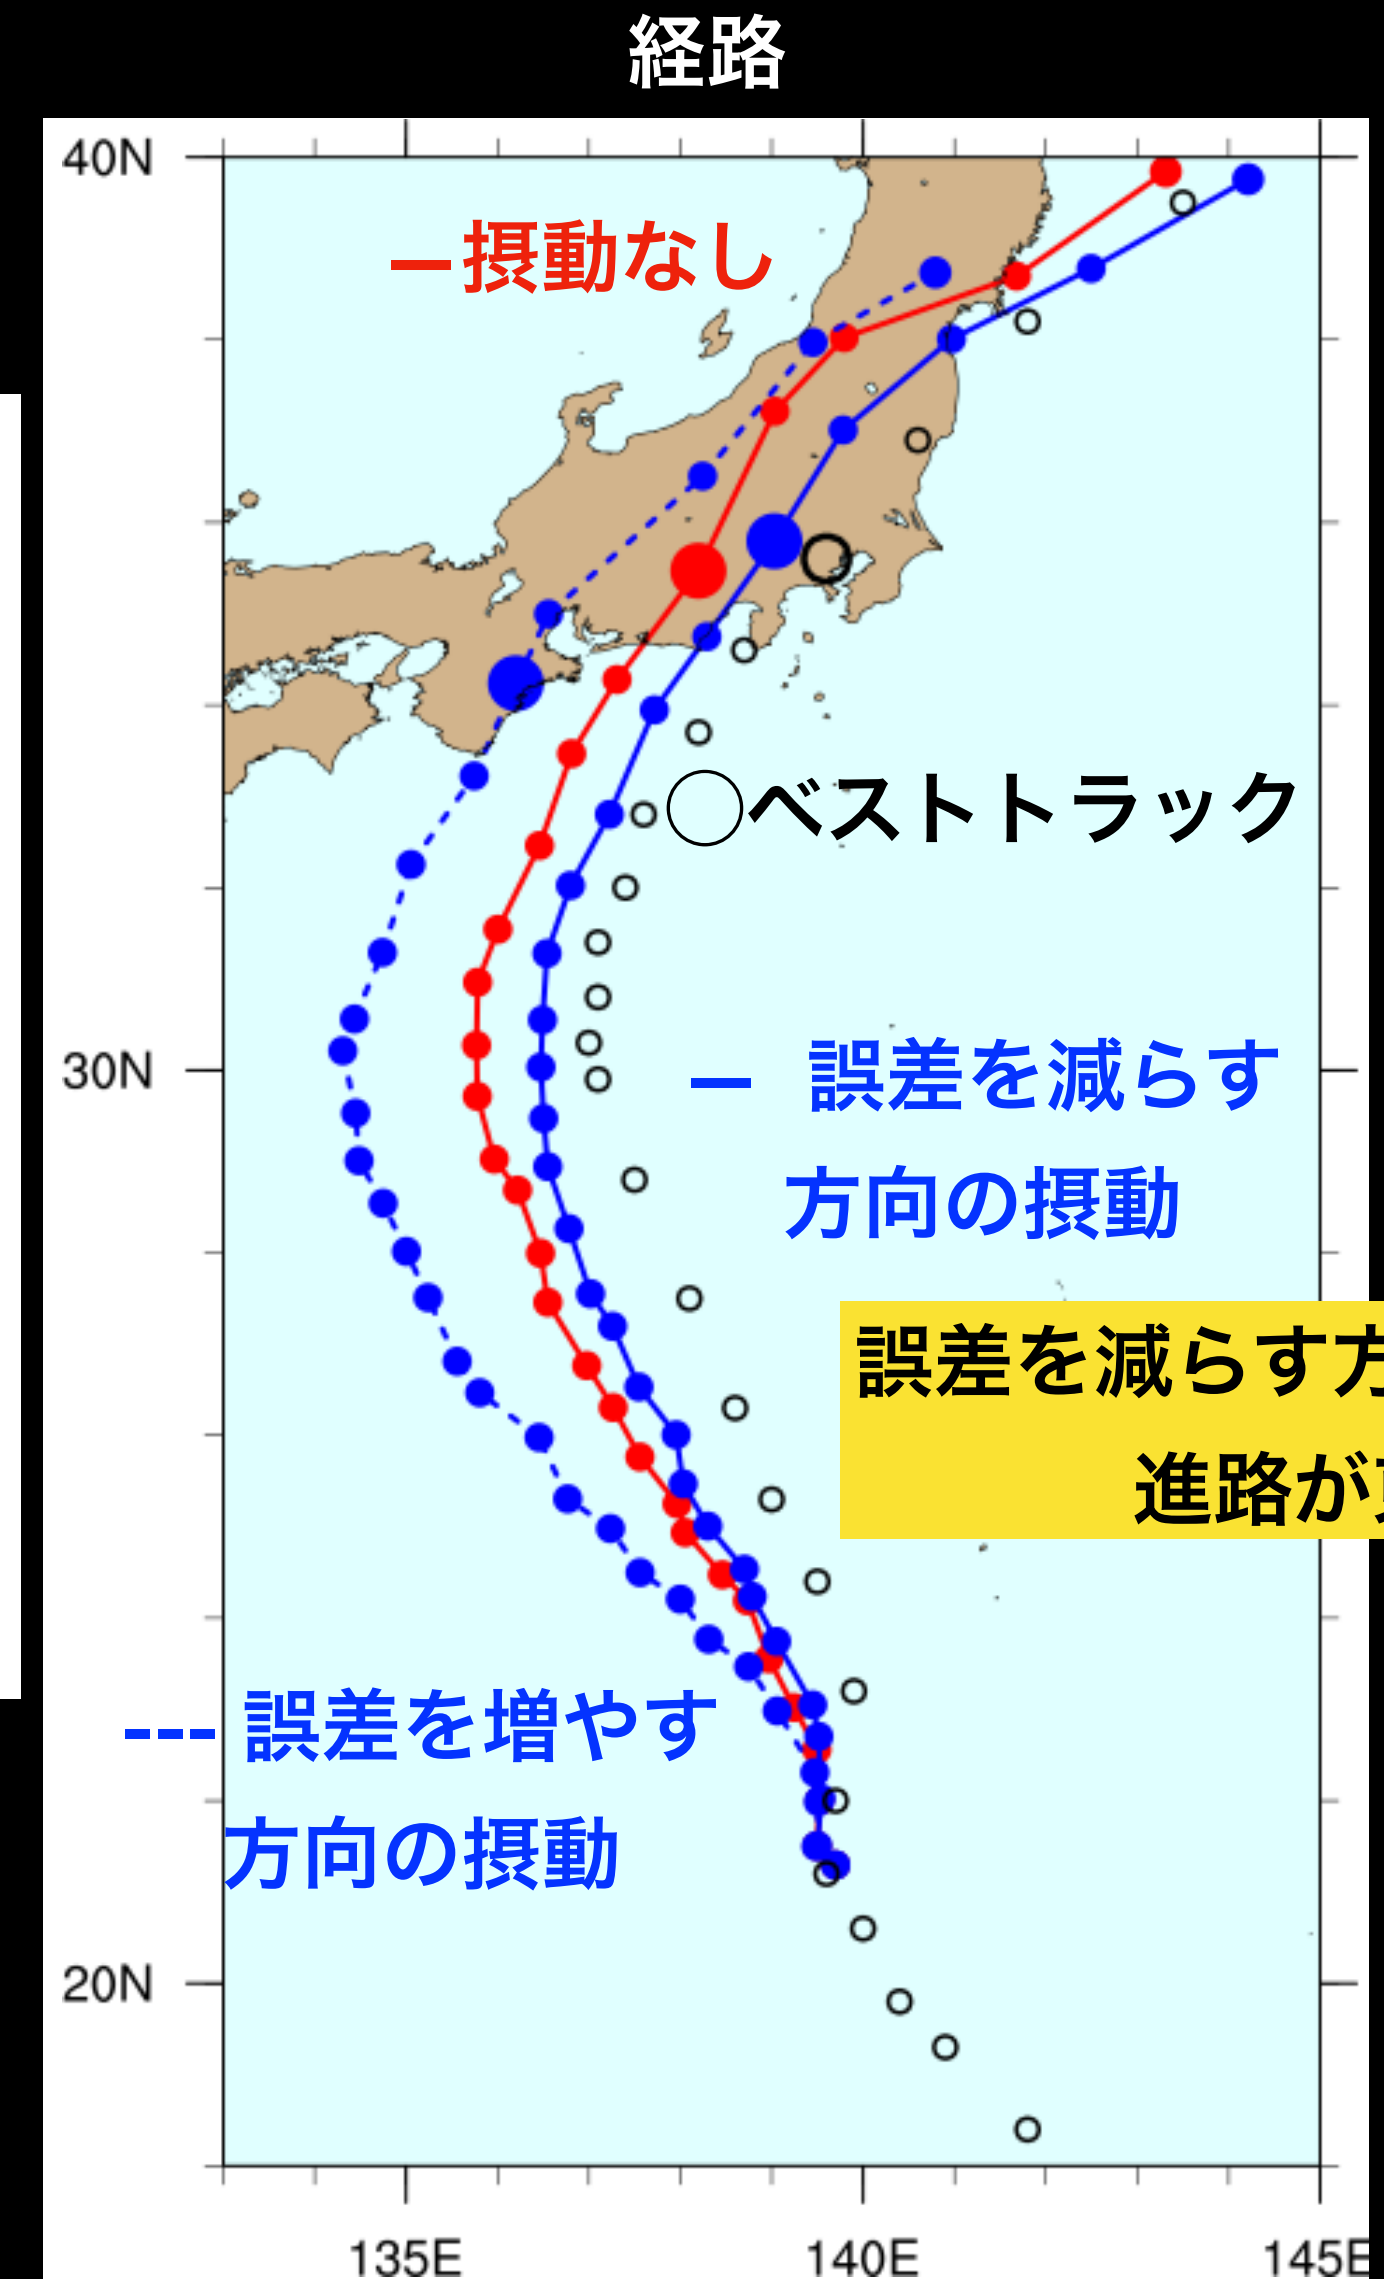 経路
40N
摂動なし
◯ベストトラック
30N
誤差を減らす
方向の摂動
誤差を減らす方
進路が
誤差を増やす
方向の摂動
20N
135E
140E
145E